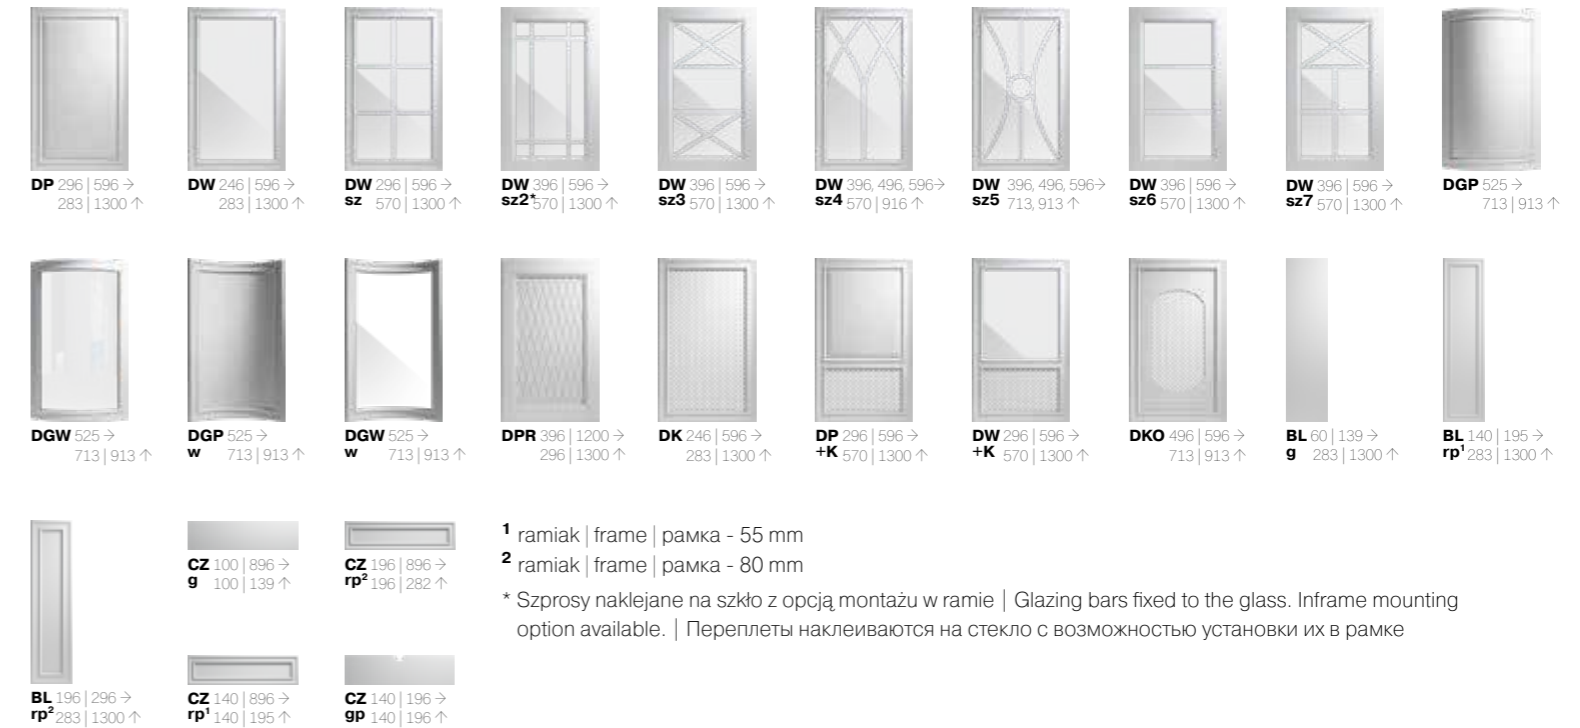 DP 296 | 596 →
283 | 1300 ↑
DW 246 | 596 →
283 | 1300 ↑
DW 296 | 596 →
sz 570 | 1300 ↑
DW 396 | 596 →
sz2* 570 | 1300 ↑
DW 396 | 596 →
sz3 570 | 1300 ↑
DW 396, 496, 596→
sz4 570 | 916 ↑
DW 396, 496, 596→
sz5 713, 913 ↑
DW 396 | 596 →
sz6 570 | 1300 ↑
DW 396 | 596 →
sz7 570 | 1300 ↑
DGP 525 →
713 | 913 ↑
DGW 525 →
713 | 913 ↑
DGP 525 →
w 713 | 913 ↑
DGW 525 →
w 713 | 913 ↑
DPR 396 | 1200 →
296 | 1300 ↑
DK 246 | 596 →
283 | 1300 ↑
DP 296 | 596 →
+K 570 | 1300 ↑
DW 296 | 596 →
+K 570 | 1300 ↑
DKO 496 | 596 →
713 | 913 ↑
BL 60 | 139 →
g 283 | 1300 ↑
BL 140 | 195 →
rp¹ 283 | 1300 ↑
BL 196 | 296 →
rp² 283 | 1300 ↑
CZ 100 | 896 →
g 100 | 139 ↑
CZ 196 | 896 →
rp² 196 | 282 ↑
CZ 140 | 896 →
rp¹ 140 | 195 ↑
CZ 140 | 196 →
gp 140 | 196 ↑
¹ ramiak | frame | рамка - 55 mm
² ramiak | frame | рамка - 80 mm
* Szprosy naklejane na szkło z opcją montażu w ramie | Glazing bars fixed to the glass. Inframe mounting
option available. | Переплеты наклеиваются на стекло с возможностью установки их в рамке